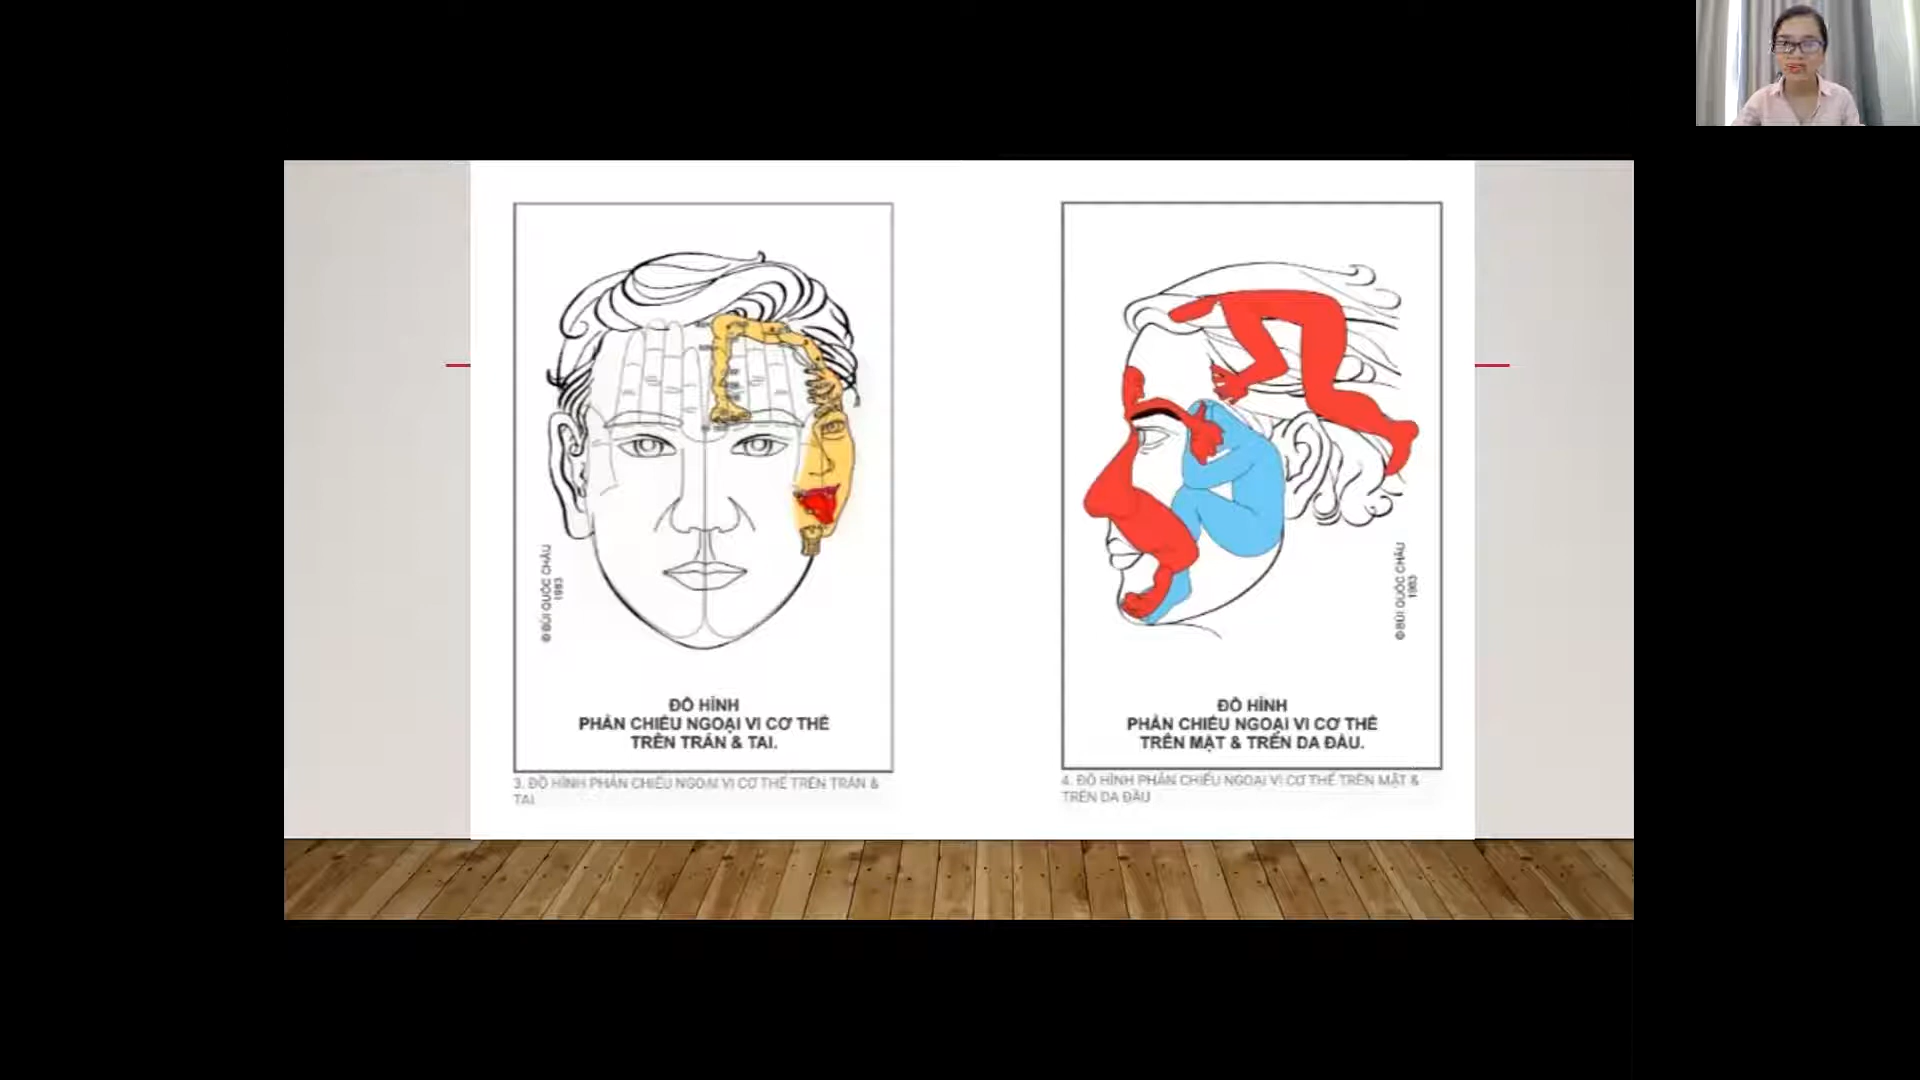 © BÙI QUỐC CHÂU
1983
ĐỒ HÌNH
PHẢN CHIẾU NGOẠI VI CƠ THỂ
TRÊN TRÁN & TAI.
3. ĐỒ HÌNH PHẢN CHIẾU NGOẠI VI CƠ THỂ TRÊN TRÁN &
TAI
© BÙI QUỐC CHÂU
1983
ĐỒ HÌNH
PHẢN CHIẾU NGOẠI VI CƠ THỂ
TRÊN MẶT & TRÊN DA ĐẦU.
4. ĐỒ HÌNH PHẢN CHIẾU NGOẠI VI CƠ THỂ TRÊN MẶT &
TRÊN DA ĐẦU